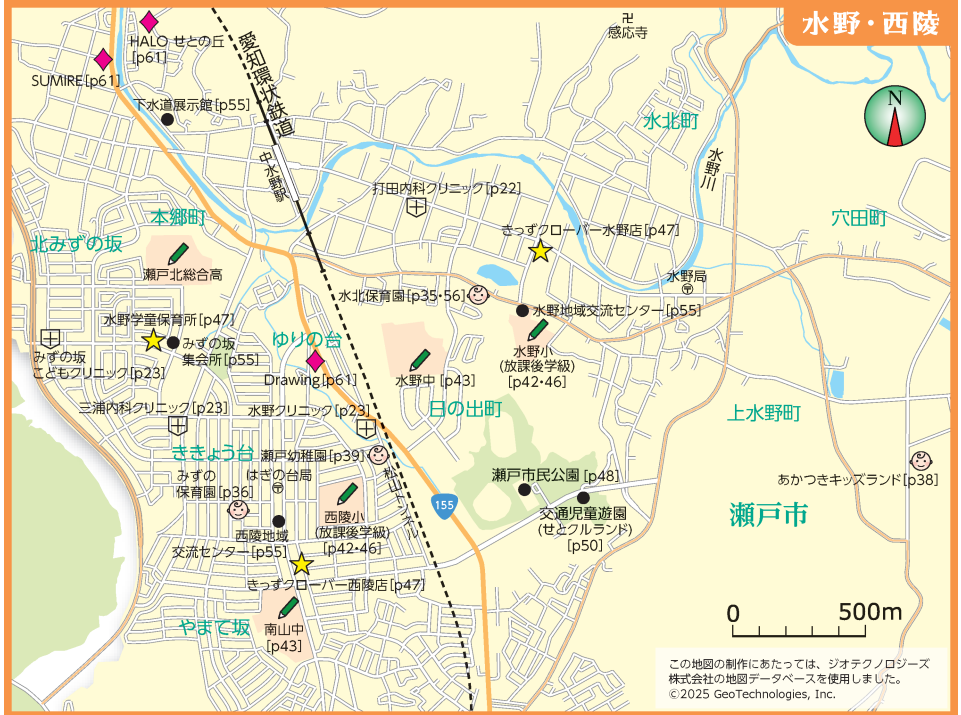 水野・西陵
HALO せとの丘
[p61]
SUMIRE[p61]
愛知環状鉄道
卍
感応寺
下水道展示館[p55]
水北町
N
中水野駅
水野川
打田内科クリニック[p22]
本郷町
穴田町
北みずの坂
きっずクローバー水野店[p47]
瀬戸北総合高
水野局
〒
水北保育園[p35・56]
水野地域交流センター[p55]
水野学童保育所[p47]
ゆりの台
みずの坂
集会所[p55]
みずの坂
こどもクリニック[p23]
水野小
(放課後学級)
[p42・46]
水野中 [p43]
Drawing[p61]
三浦内科クリニック[p23]
水野クリニック[p23]
日の出町
上水野町
ききょう台
瀬戸幼稚園[p39]
みずの
保育園[p36]
はぎの台局
〒
松山トンネル
瀬戸市民公園 [p48]
あかつきキッズランド[p38]
155
西陵小
(放課後学級)
[p42・46]
交通児童遊園
(せとクルランド)
[p50]
瀬戸市
西陵地域
交流センター[p55]
きっずクローバー西陵店[p47]
やまて坂
南山中
[p43]
0
500m
この地図の制作にあたっては、ジオテクノロジーズ
株式会社の地図データベースを使用しました。
©2025 GeoTechnologies, Inc.